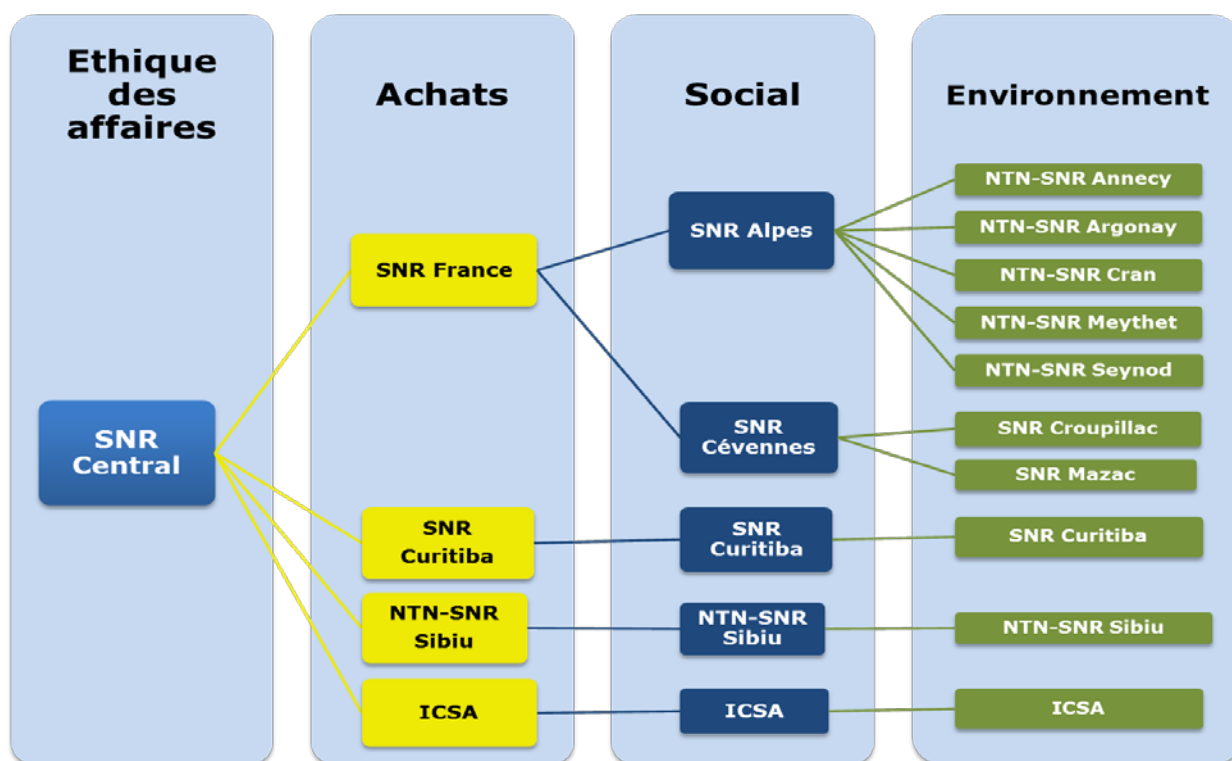 Ethique
des
affaires
Achats
Social
Environnement
SNR
Central
SNR France
SNR
Curitiba
NTN-SNR
Sibiu
ICSA
SNR Alpes
SNR
Cévennes
SNR
Curitiba
NTN-SNR
Sibiu
ICSA
NTN-SNR Annecy
NTN-SNR Argonay
NTN-SNR Cran
NTN-SNR Meythet
NTN-SNR Seynod
SNR Croupillac
SNR Mazac
SNR Curitiba
NTN-SNR Sibiu
ICSA